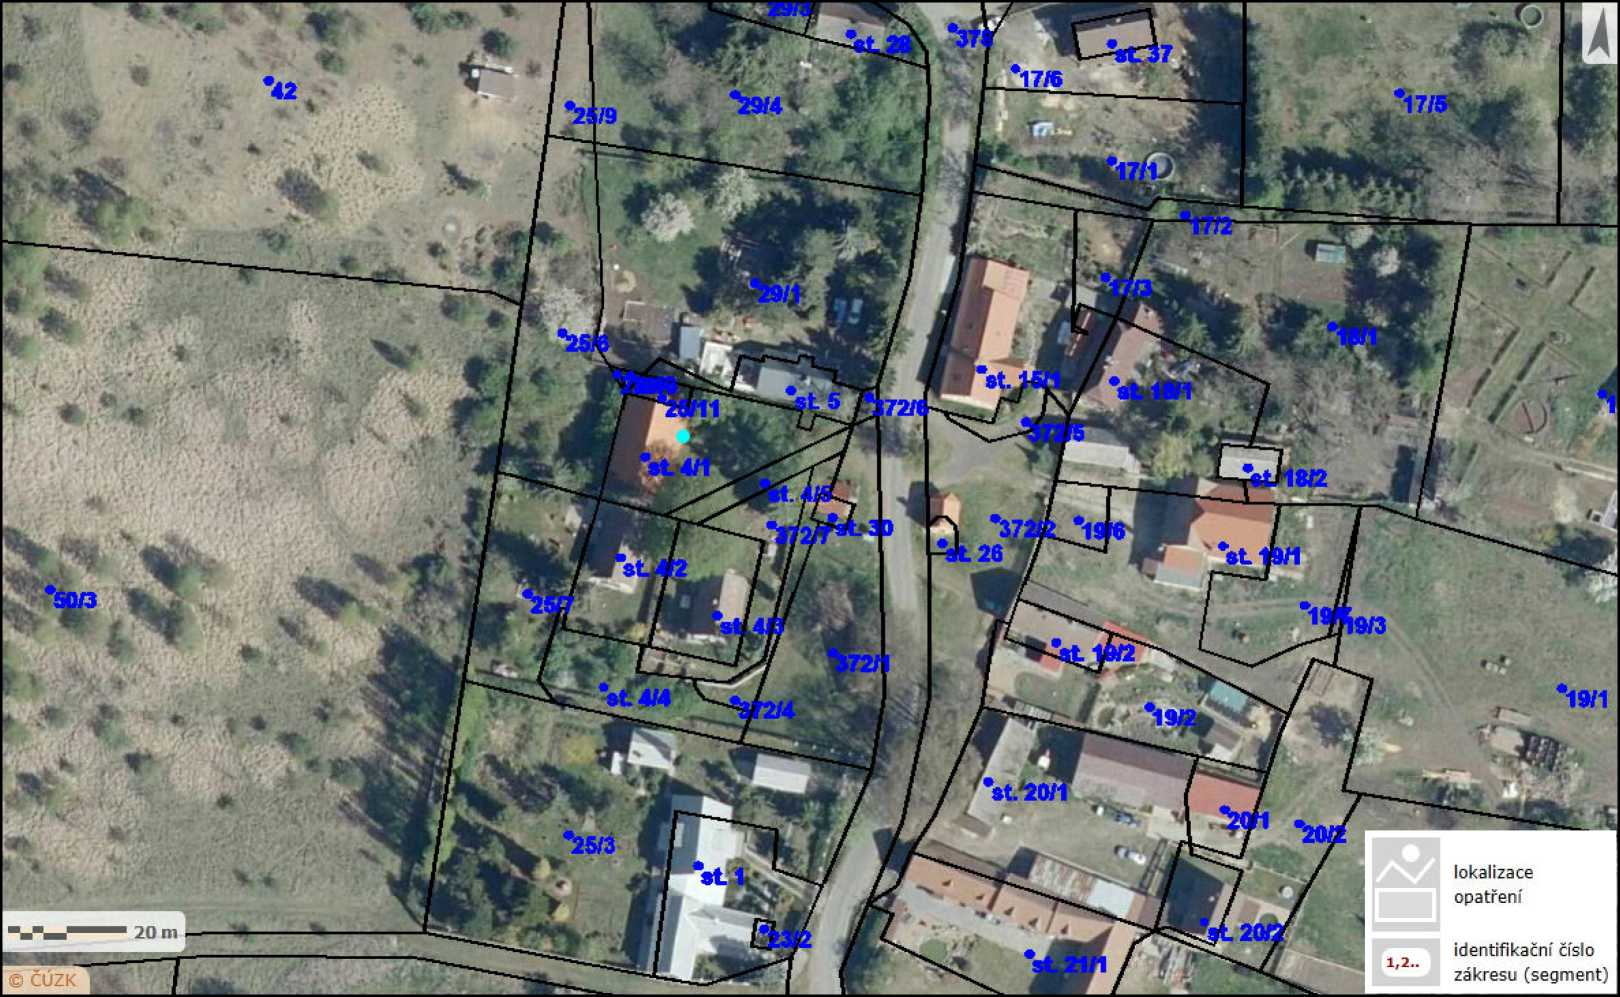 29/3
st. 28
378
st. 37
17/6
42
29/4
17/5
25/9
17/1
17/2
29/1
17/3
18/1
25/6
st. 15/1
st. 18/1
25/11
st. 5
372/6
372/5
st. 4/1
st. 18/2
st. 4/5
372/7
st. 30
372/2
19/6
st. 26
st. 19/1
st. 4/2
50/3
25/7
19/3
st. 4/3
st. 19/2
372/1
19/1
st. 4/4
372/4
19/2
st. 20/1
20/1
20/2
25/3
st. 1
23/2
st. 20/2
st. 21/1
lokalizace
opatření
1,2..
identifikační číslo
zákresu (segment)
20 m
© ČÚZK